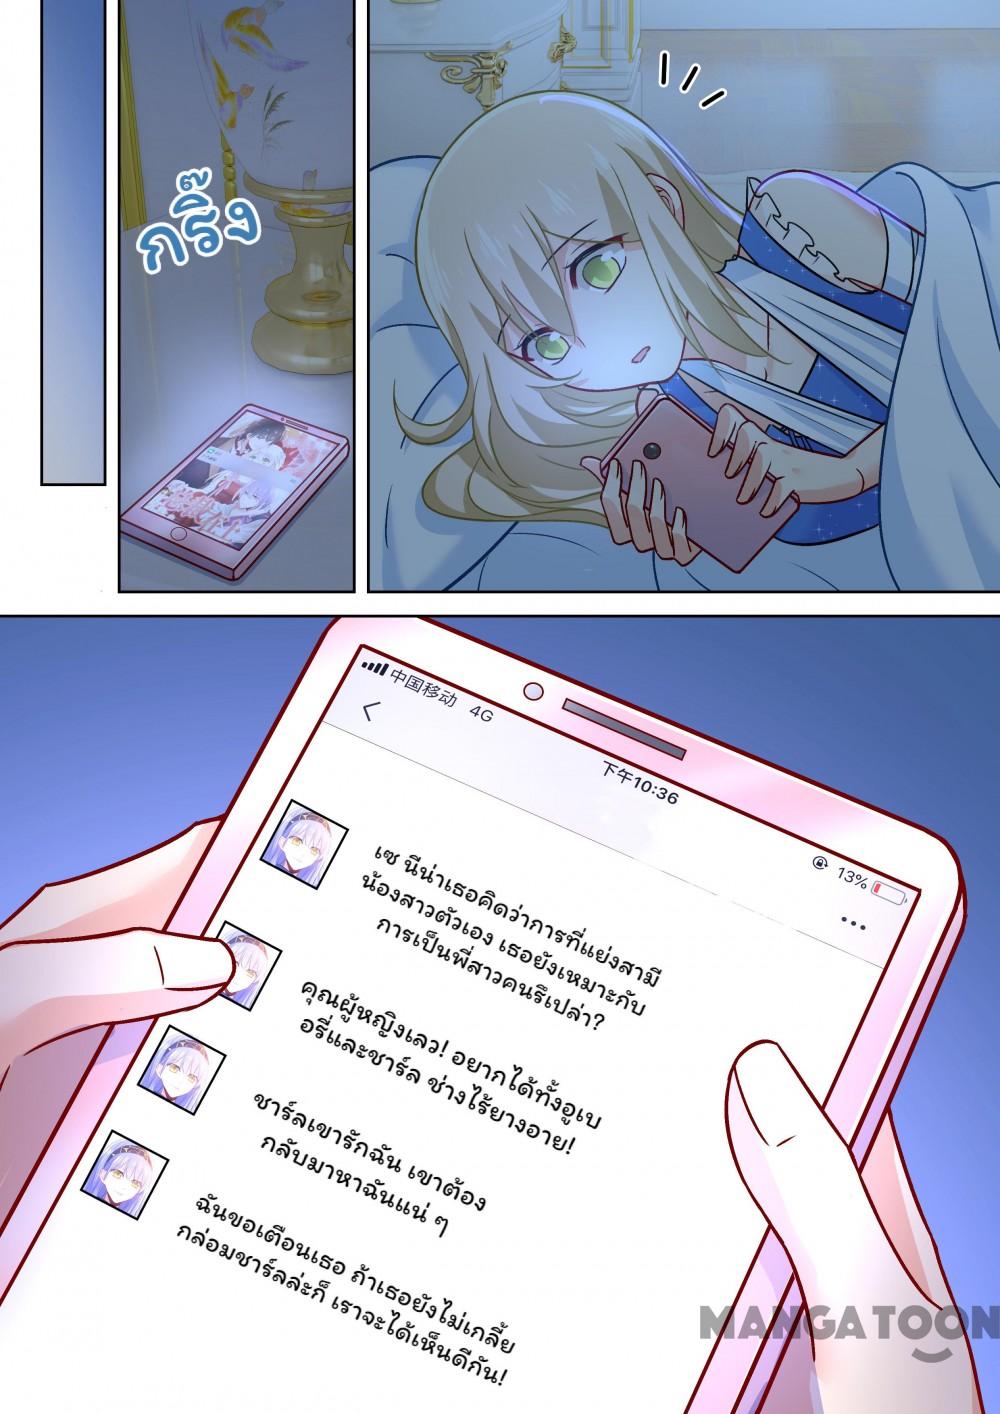 กริ๊ง
中国移动 4G
下午10:36
13%
เซ นีน่าเธอคิดว่าการที่แย่งสามี
น้องสาวตัวเอง เธอยังเหมาะกับ
การเป็นพี่สาวคนรึเปล่า?
คุณผู้หญิงเลว! อยากได้ทั้งอูเบ
อรี่และชาร์ล ช่างไร้ยางอาย!
ชาร์ลเขารักฉัน เขาต้อง
กลับมาหาฉันแน่ ๆ
ฉันขอเตือนเธอ ถ้าเธอยังไม่เกลี้ย
กล่อมชาร์ลล่ะก็ เราจะได้เห็นดีกัน!
MANGATOON